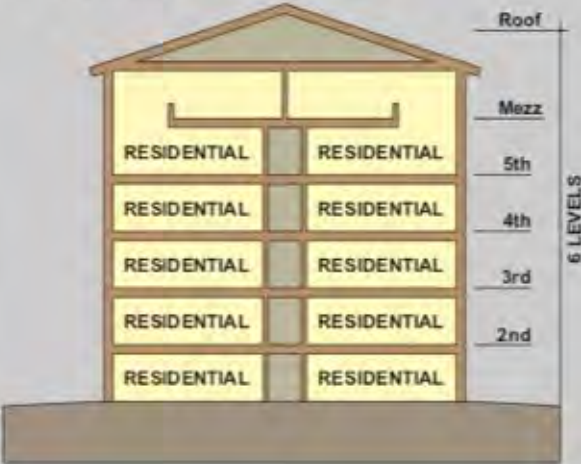 Roof
Mezz
RESIDENTIAL RESIDENTIAL
5th
RESIDENTIAL RESIDENTIAL
4th
RESIDENTIAL RESIDENTIAL
3rd
RESIDENTIAL RESIDENTIAL
2nd
RESIDENTIAL RESIDENTIAL
6 LEVELS